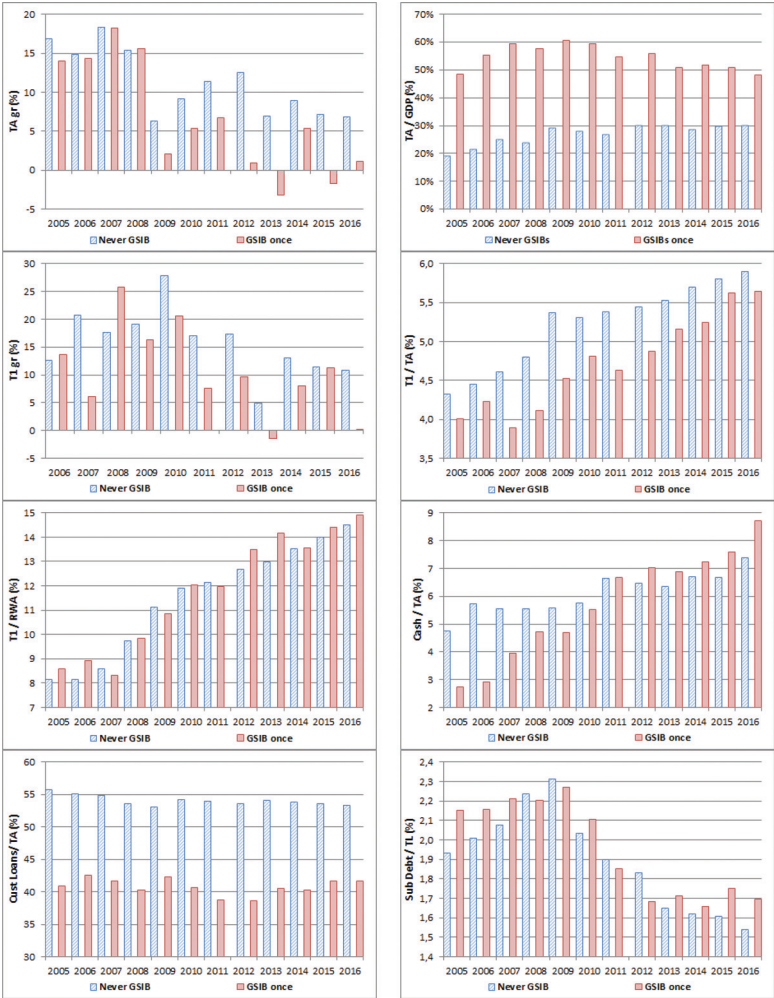 TA gr (%)
20
15
10
5
0
-5
2005 2006 2007 2008 2009 2010 2011 2012 2013 2014 2015 2016
Never GSIB GSIB once
TA / GDP (%)
70%
60%
50%
40%
30%
20%
10%
0%
2005 2006 2007 2008 2009 2010 2011 2012 2013 2014 2015 2016
Never GSIBs GSIBs once
T1 gr (%)
30
25
20
15
10
5
0
-5
2006 2007 2008 2009 2010 2011 2012 2013 2014 2015 2016
Never GSIB GSIB once
T1 / TA (%)
6,0
5,5
5,0
4,5
4,0
3,5
2005 2006 2007 2008 2009 2010 2011 2012 2013 2014 2015 2016
Never GSIB GSIB once
T1 / RWA (%)
15
14
13
12
11
10
9
8
7
2005 2006 2007 2008 2009 2010 2011 2012 2013 2014 2015 2016
Never GSIB GSIB once
Cash / TA (%)
9
8
7
6
5
4
3
2
2005 2006 2007 2008 2009 2010 2011 2012 2013 2014 2015 2016
Never GSIB GSIB once
Cust Loans/ TA (%)
60
55
50
45
40
35
30
2005 2006 2007 2008 2009 2010 2011 2012 2013 2014 2015 2016
Never GSIB GSIB once
Sub Debt / TL (%)
2,4
2,3
2,2
2,1
2,0
1,9
1,8
1,7
1,6
1,5
1,4
2005 2006 2007 2008 2009 2010 2011 2012 2013 2014 2015 2016
Never GSIB GSIB once